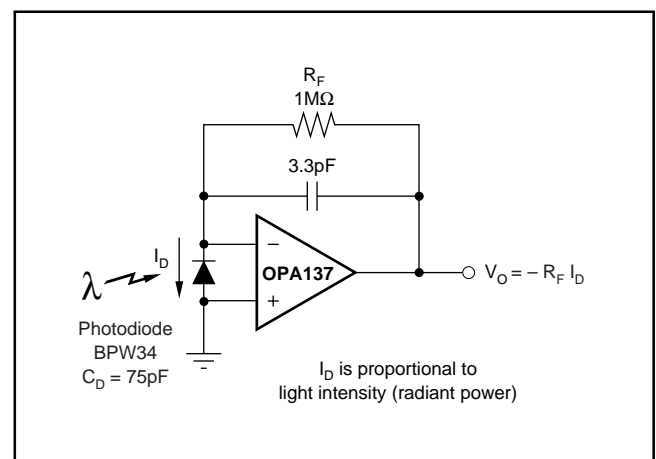 R_F
1MΩ
3.3pF
I_D
−
OPA137
+
λ
V_O = – R_F I_D
Photodiode
BPW34
C_D = 75pF
I_D is proportional to
light intensity (radiant power)